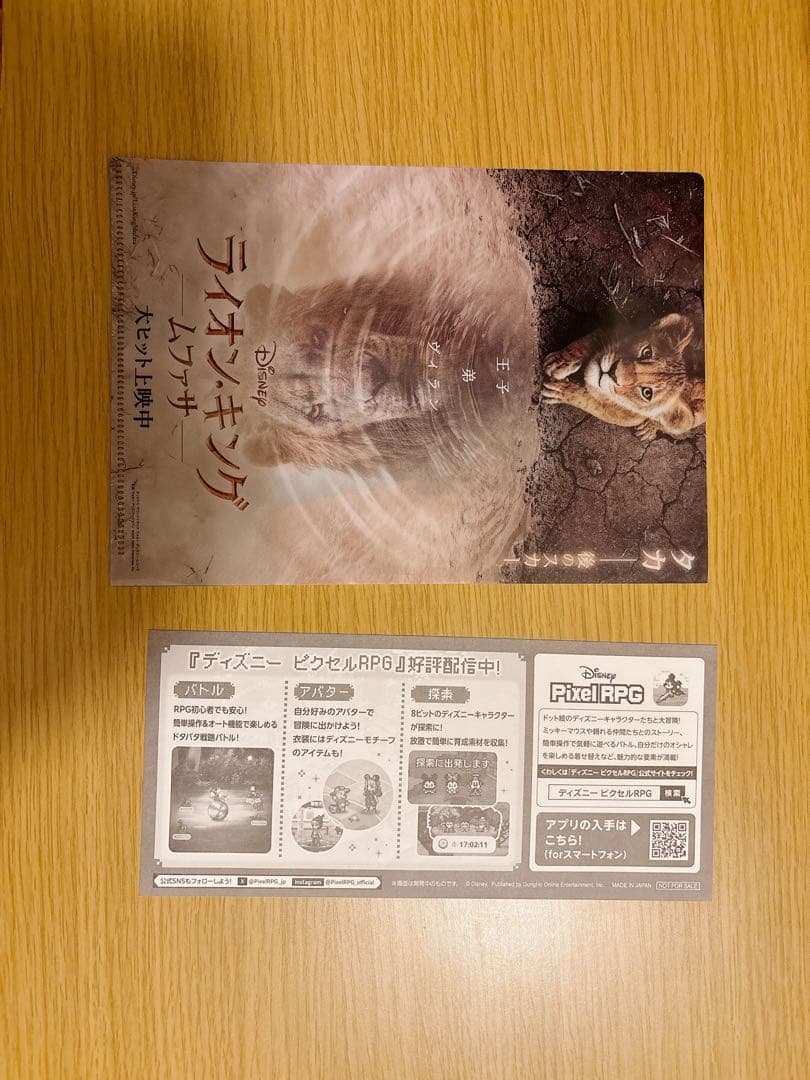 タカ
後のスカー
王子
弟
ヴィラン
DISNEY
ライオン・キング
ムファサ
大ヒット上映中
『ディズニー ピクセルRPG』好評配信中!
バトル
RPG初心者でも安心!
簡単操作&オート機能で楽しめる
ドタバタ戦略バトル!
アバター
自分好みのアバターで
冒険に出かけよう!
衣装にはディズニーモチーフ
のアイテムも!
探索
8ビットのディズニーキャラクター
が探索に!
放置で簡単に育成素材を収集!
探索に出発します
17:02:11
DISNEY
Pixel RPG
ドット絵のディズニーキャラクターたちと大冒険!
ミッキーマウスや頼れる仲間たちとのストーリー、
簡単操作で気軽に遊べるバトル、自分だけのオシャレ
を楽しめる着せ替えなど、魅力的な要素が満載!
くわしくは「ディズニー ピクセルRPG」公式サイトをチェック!
ディズニー ピクセルRPG 検索
アプリの入手は
こちら!
(forスマートフォン)
公式SNSもフォローしよう! X @PixelRPG_jp Instagram @PixelRPG_official
※画面は開発中のものです。 © Disney. Published by GungHo Online Entertainment, Inc. MADE IN JAPAN NOT FOR SALE